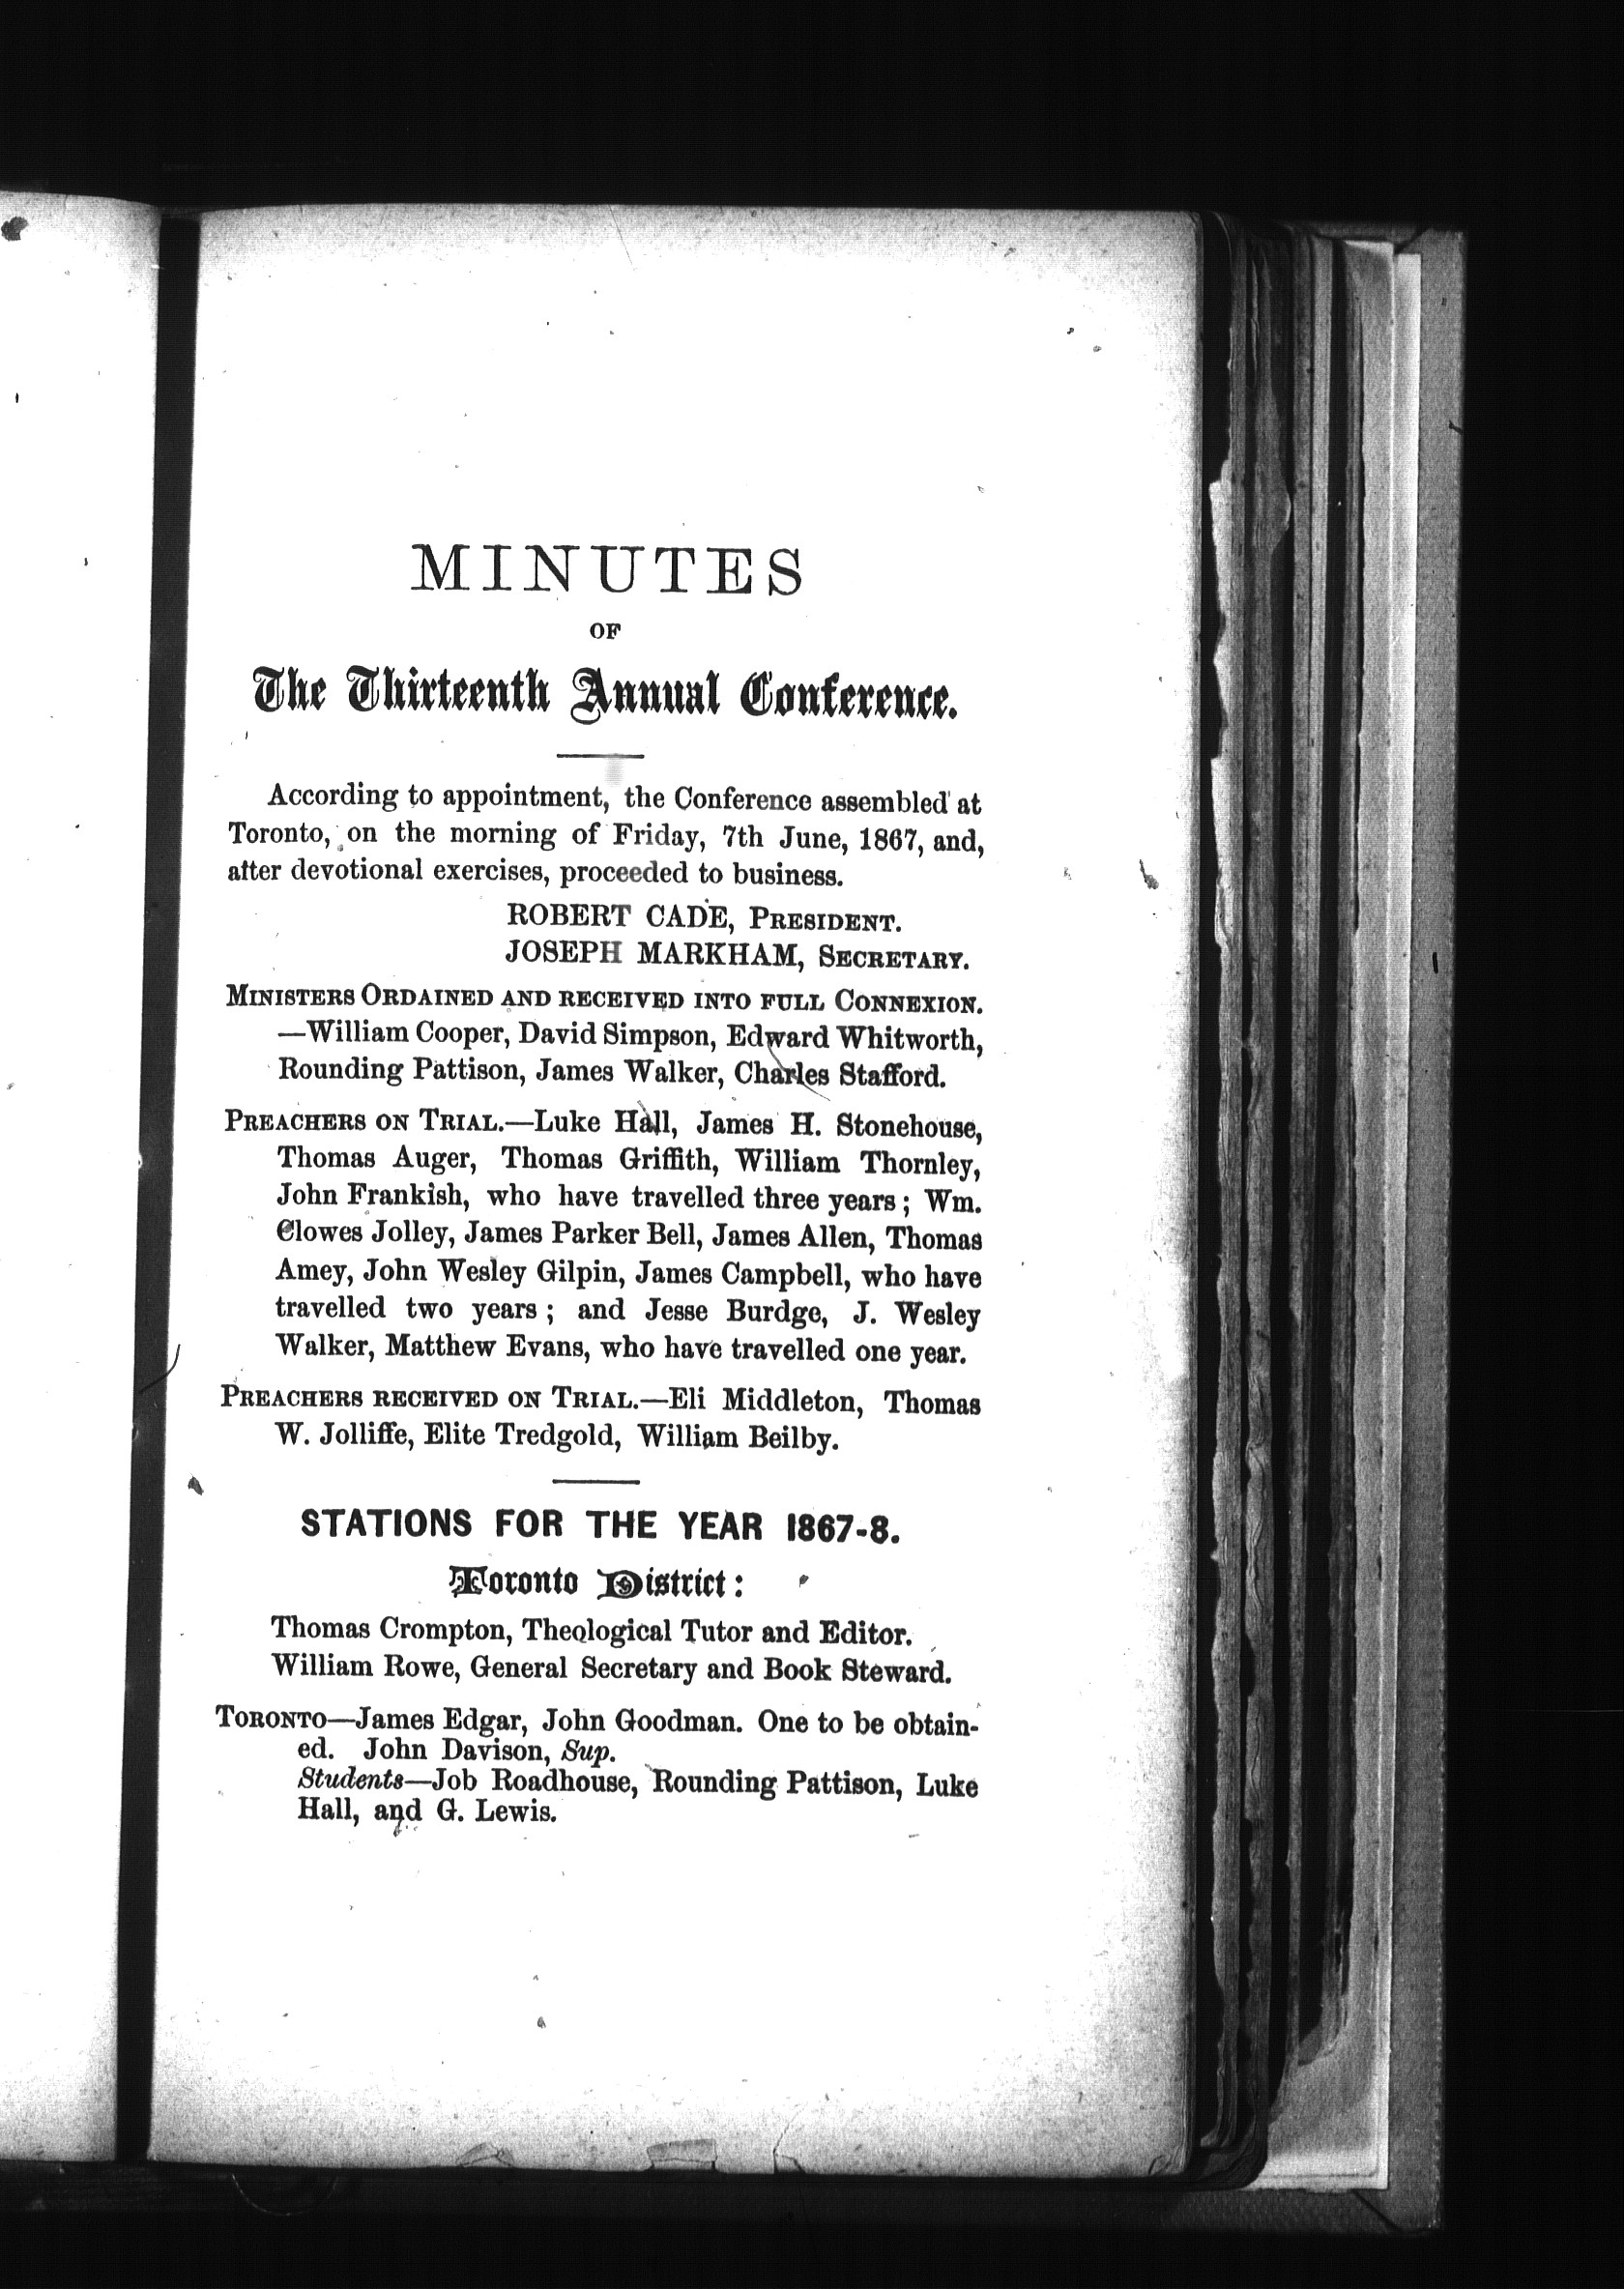 MINUTES
OF
The Thirteenth Annual Conference.
According to appointment, the Conference assembled at
Toronto, on the morning of Friday, 7th June, 1867, and,
after devotional exercises, proceeded to business.
ROBERT CADE, PRESIDENT.
JOSEPH MARKHAM, SECRETARY.
MINISTERS ORDAINED AND RECEIVED INTO FULL CONNEXION.
—William Cooper, David Simpson, Edward Whitworth,
Rounding Pattison, James Walker, Charles Stafford.
PREACHERS ON TRIAL.—Luke Hall, James H. Stonehouse,
Thomas Auger, Thomas Griffith, William Thornley,
John Frankish, who have travelled three years; Wm.
Clowes Jolley, James Parker Bell, James Allen, Thomas
Amey, John Wesley Gilpin, James Campbell, who have
travelled two years; and Jesse Burdge, J. Wesley
Walker, Matthew Evans, who have travelled one year.
PREACHERS RECEIVED ON TRIAL.—Eli Middleton, Thomas
W. Jolliffe, Elite Tredgold, William Beilby.
STATIONS FOR THE YEAR 1867-8.
Toronto District:
Thomas Crompton, Theological Tutor and Editor.
William Rowe, General Secretary and Book Steward.
TORONTO—James Edgar, John Goodman. One to be obtain-
ed. John Davison, Sup.
Students—Job Roadhouse, Rounding Pattison, Luke
Hall, and G. Lewis.